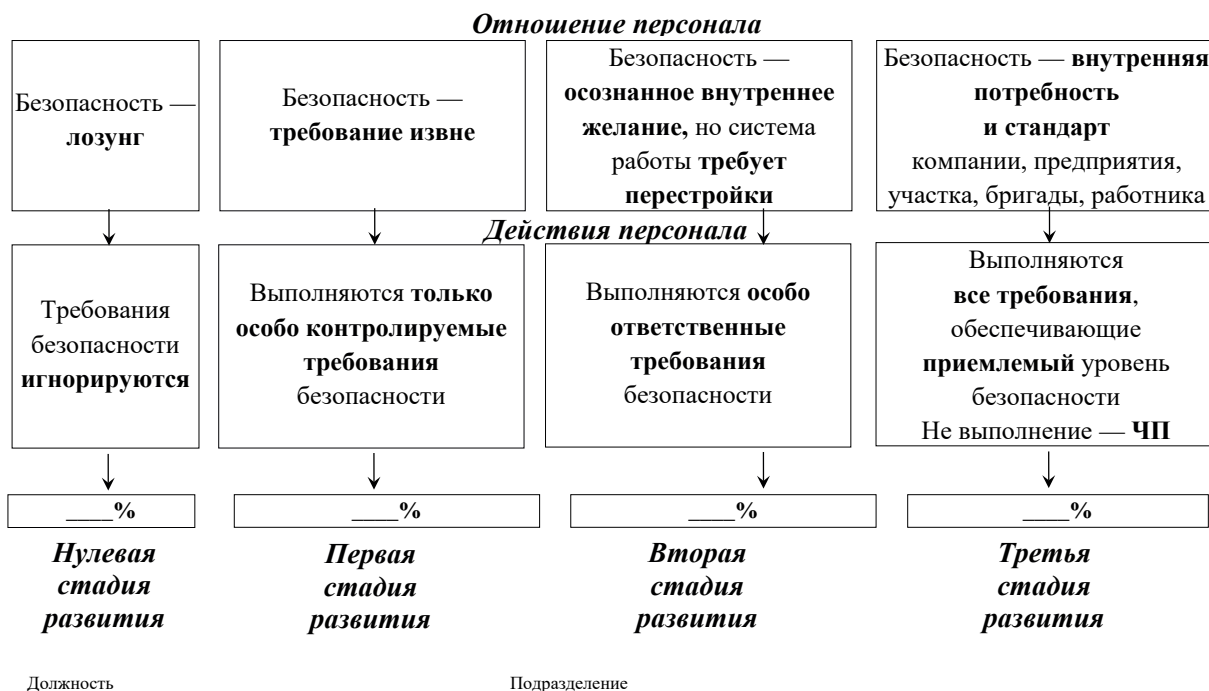 Отношение персонала
Безопасность —
лозунг
Безопасность —
требование извне
Безопасность —
осознанное внутреннее
желание, но система
работы требует
перестройки
Безопасность — внутренняя
потребность
и стандарт
компании, предприятия,
участка, бригады, работника
Действия персонала
Требования
безопасности
игнорируются
Выполняются только
особо контролируемые
требования
безопасности
Выполняются особо
ответственные
требования
безопасности
Выполняются
все требования,
обеспечивающие
приемлемый уровень
безопасности
Не выполнение — ЧП
____%
____%
____%
____%
Нулевая
стадия
развития
Первая
стадия
развития
Вторая
стадия
развития
Третья
стадия
развития
Должность
Подразделение